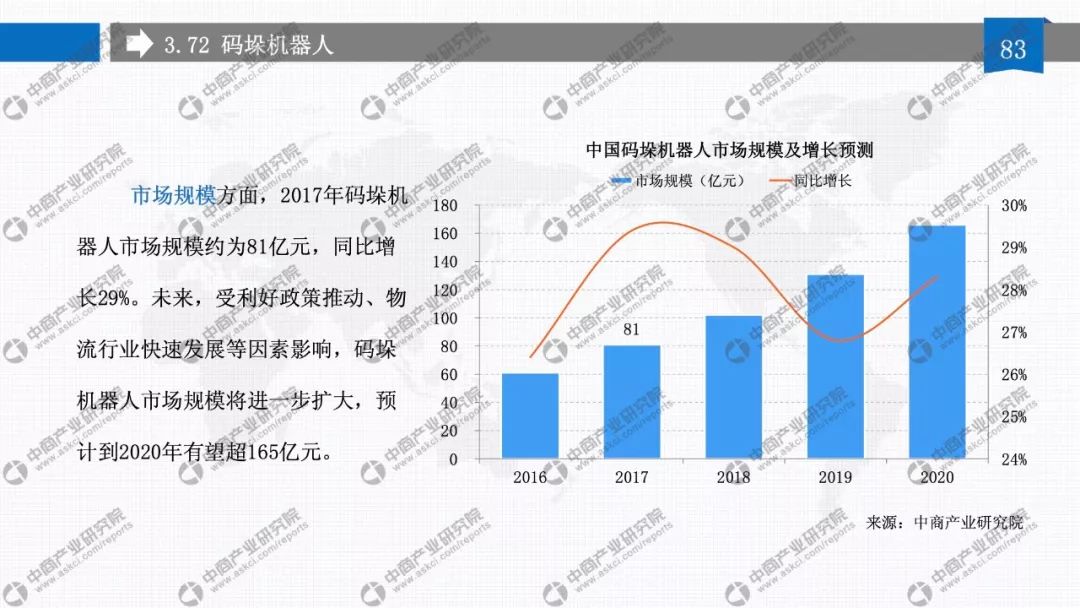 3.72 码垛机器人
83
市场规模方面，2017年码垛机
器人市场规模约为81亿元，同比增
长29%。未来，受利好政策推动、物
流行业快速发展等因素影响，码垛
机器人市场规模将进一步扩大，预
计到2020年有望超165亿元。
中国码垛机器人市场规模及增长预测
市场规模（亿元） 同比增长
180 30%
160 29%
140
120 28%
100 27%
81
80
60 26%
40 25%
20
0 24%
2016 2017 2018 2019 2020
来源：中商产业研究院
中商产业研究院
www.askci.com/reports